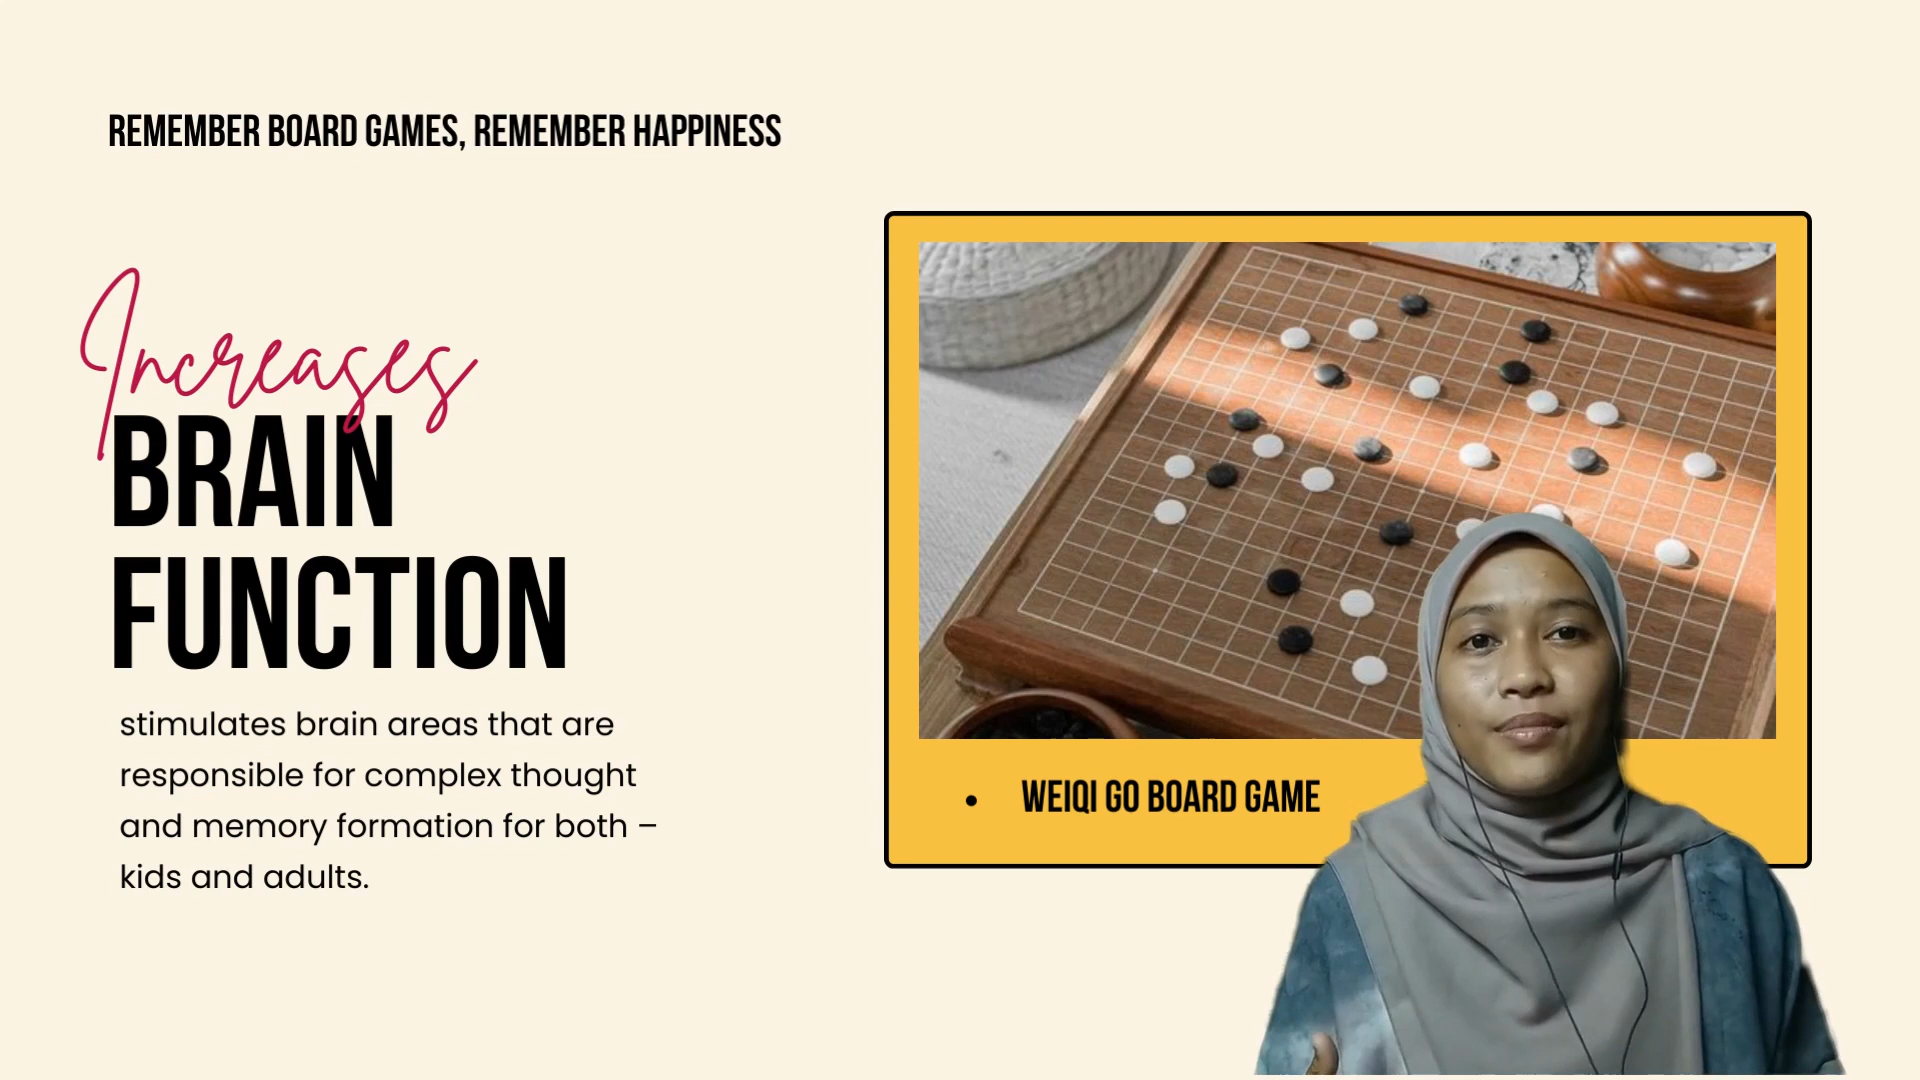 REMEMBER BOARD GAMES, REMEMBER HAPPINESS
Increases
BRAIN
FUNCTION
stimulates brain areas that are
responsible for complex thought
and memory formation for both –
kids and adults.
• WEIQI GO BOARD GAME